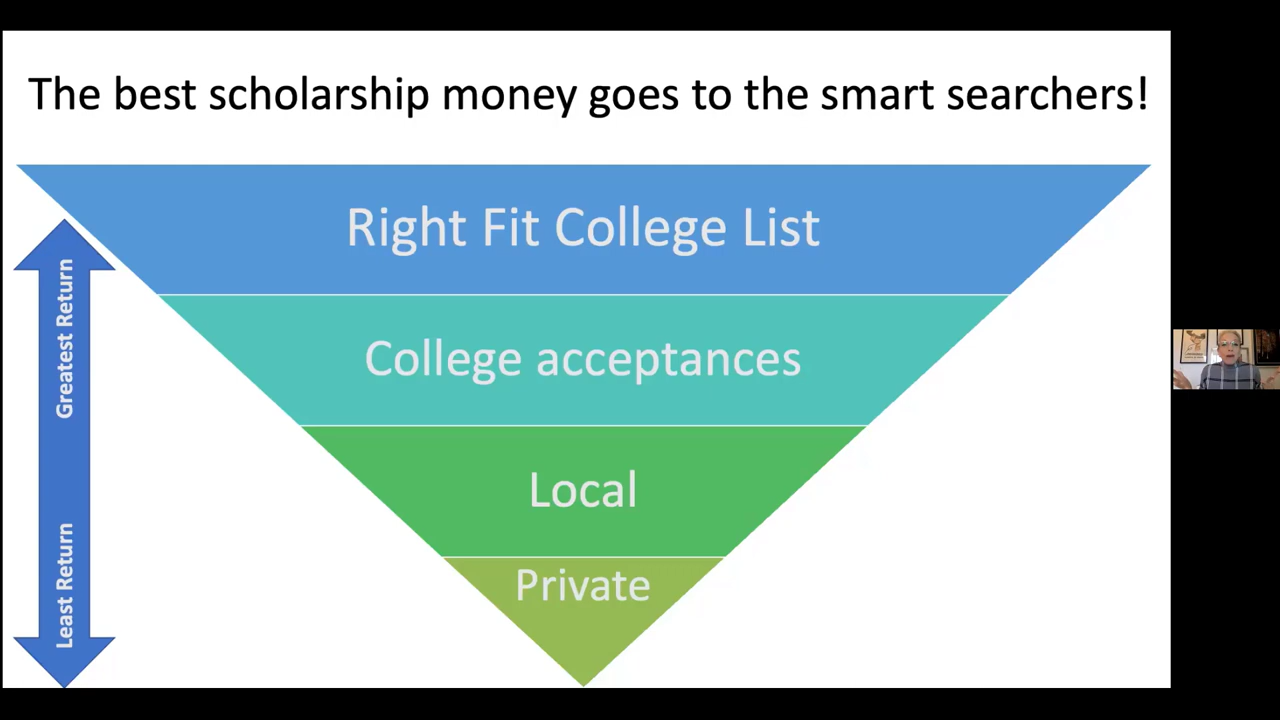 The best scholarship money goes to the smart searchers!
Right Fit College List
College acceptances
Local
Private
Greatest Return
Least Return